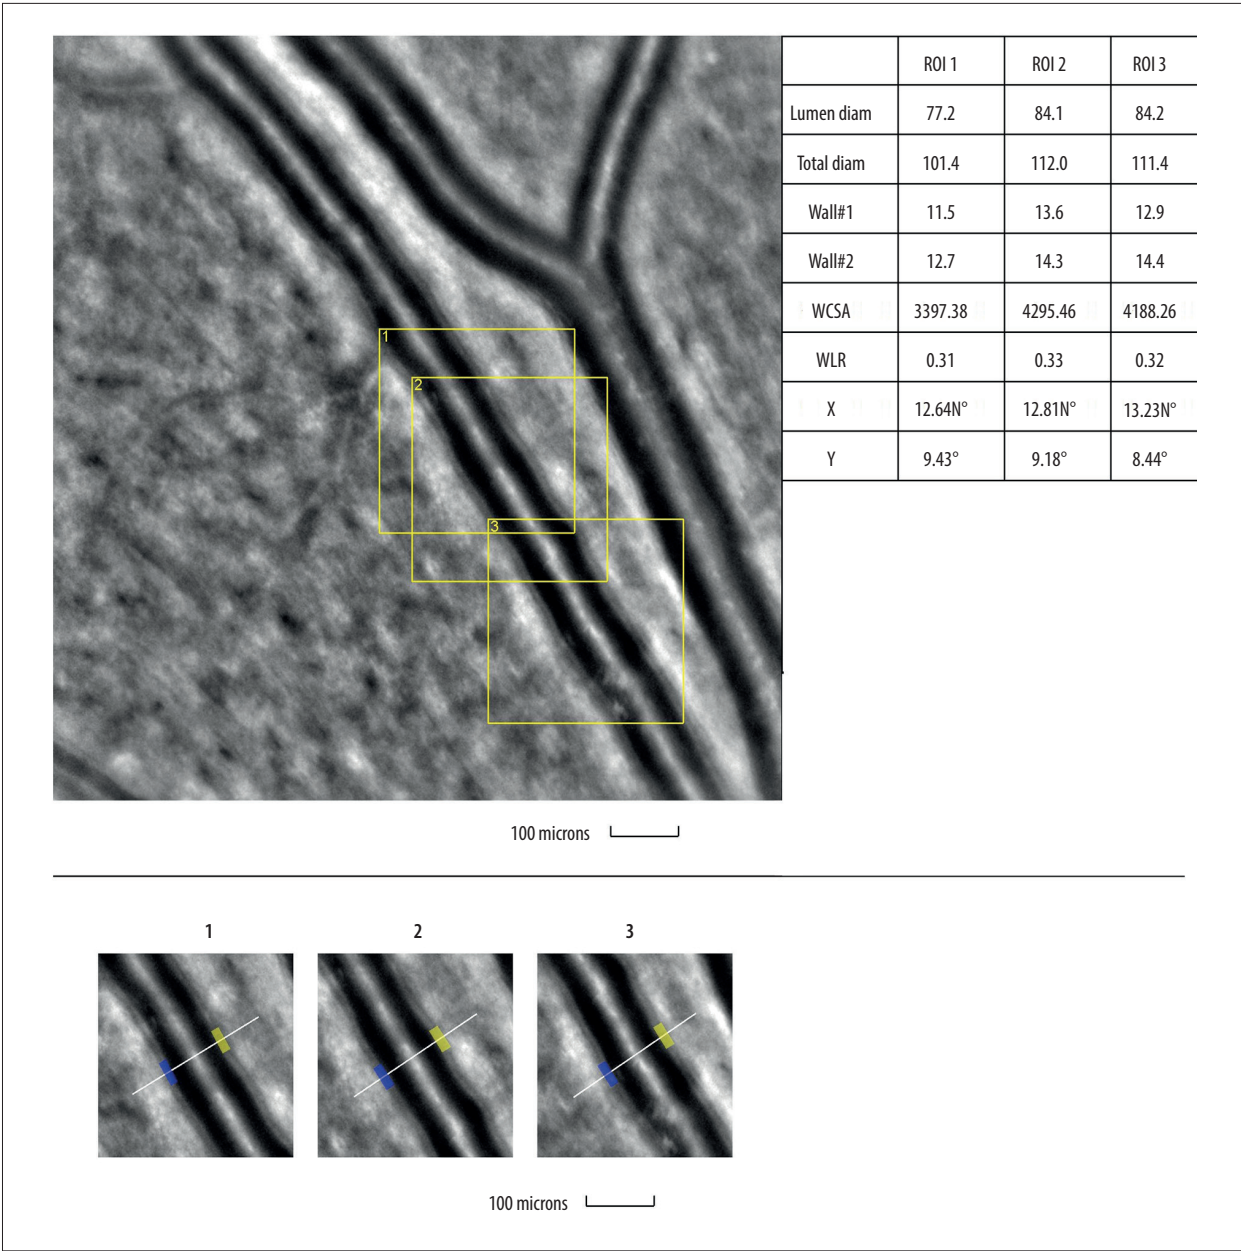 ROI 1 ROI 2 ROI 3
Lumen diam 77.2 84.1 84.2
Total diam 101.4 112.0 111.4
Wall#1 11.5 13.6 12.9
Wall#2 12.7 14.3 14.4
WCSA 3397.38 4295.46 4188.26
WLR 0.31 0.33 0.32
X 12.64N° 12.81N° 13.23N°
Y 9.43° 9.18° 8.44°
1
2
3
100 microns
1 2 3
100 microns